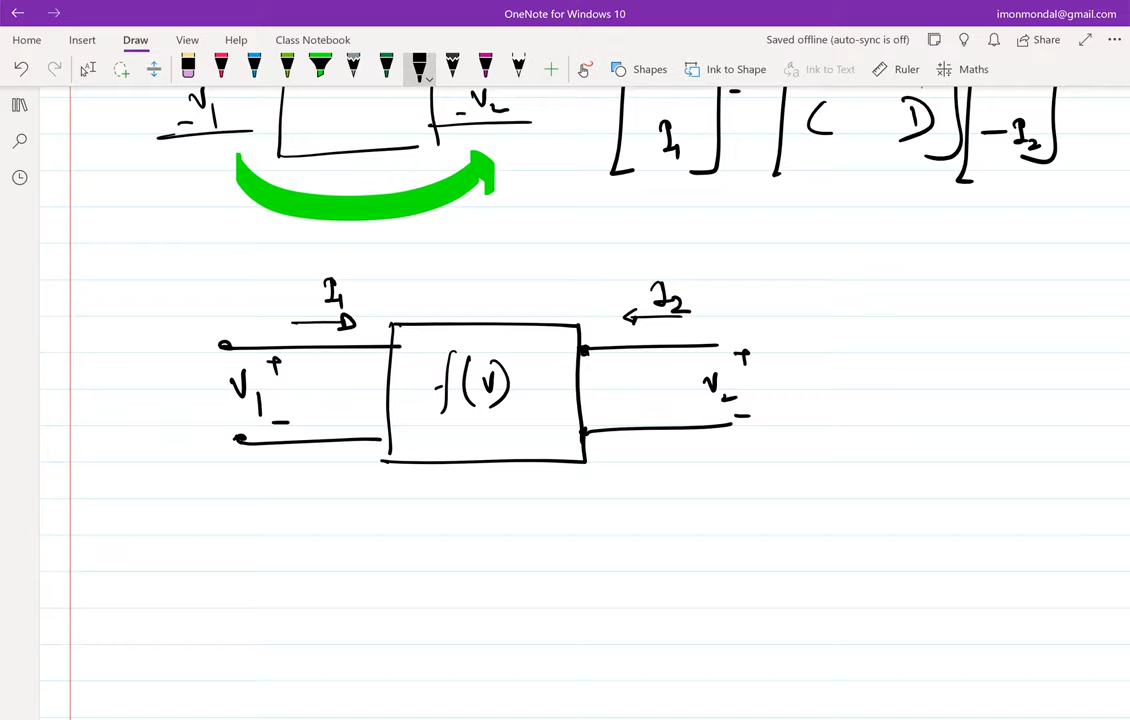 OneNote for Windows 10
imonmondal@gmail.com
Home Insert Draw View Help Class Notebook
Saved offline (auto-sync is off) Share
Shapes Ink to Shape Ink to Text Ruler Maths
- V1 - V2
I1 = C D - I2
I1 I2
V1 + - f(V) V2 + -